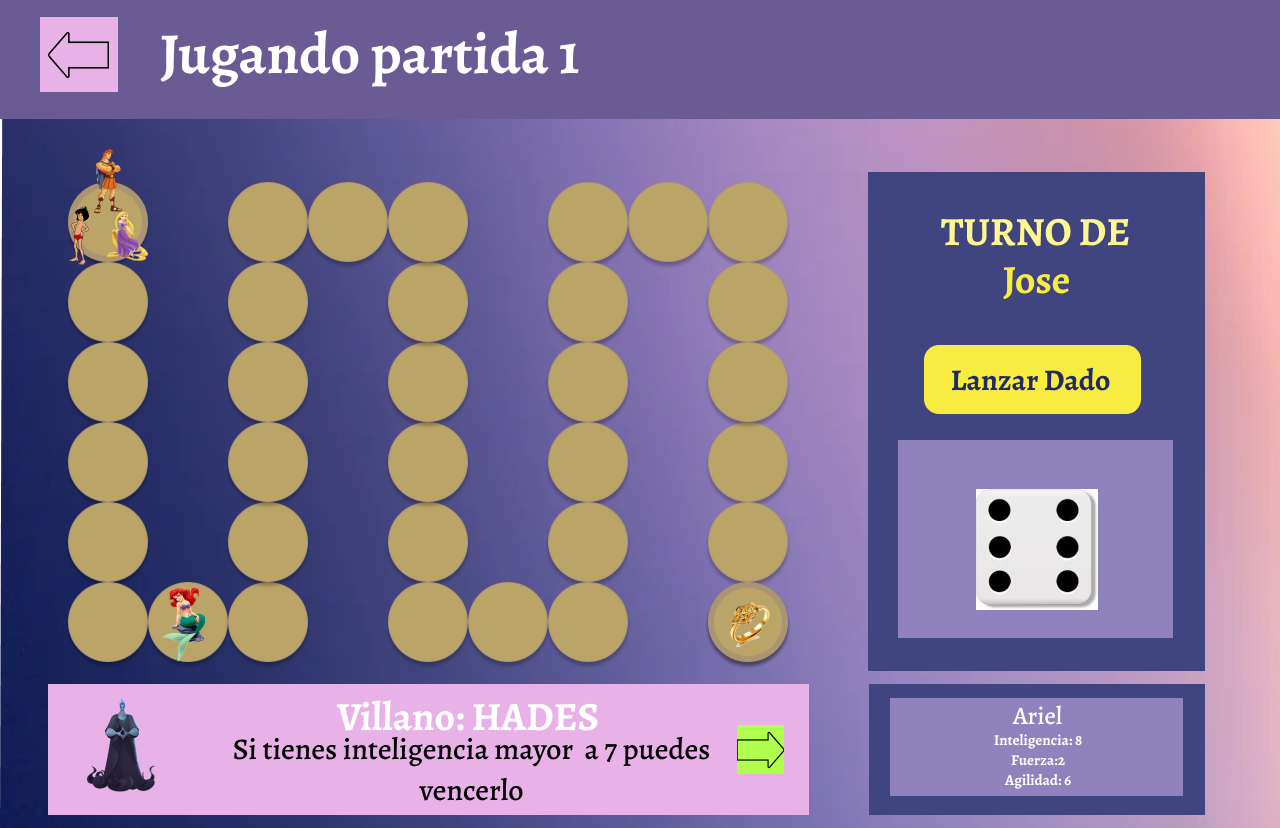 Jugando partida 1
TURNO DE
Jose
Lanzar Dado
Villano: HADES
Si tienes inteligencia mayor  a 7 puedes
vencerlo
Ariel
Inteligencia: 8
Fuerza:2
Agilidad: 6